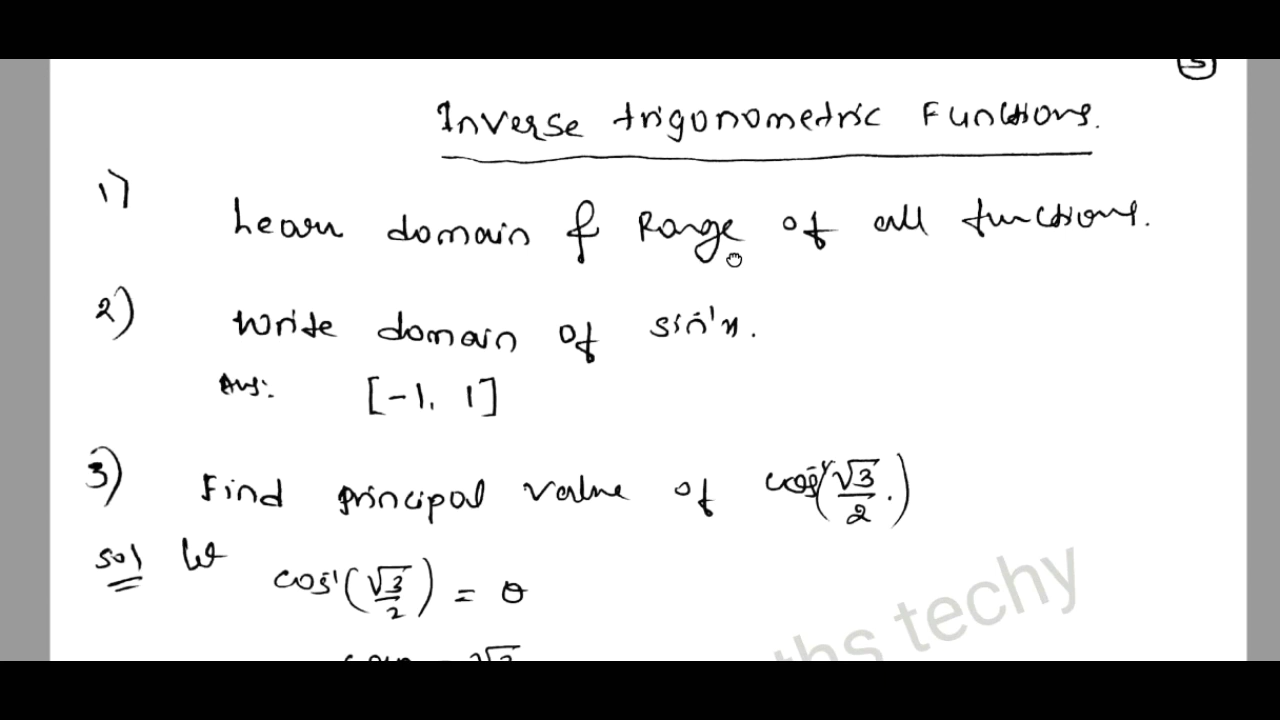 5
Inverse trigonometric Functions.
1) Learn domain & Range of all functions.
2) Write domain of sin⁻¹x.
Ans: [-1, 1]
3) Find principal value of cos⁻¹(√3/2.)
Sol Let
cos⁻¹(√3/2) = θ
ths techy